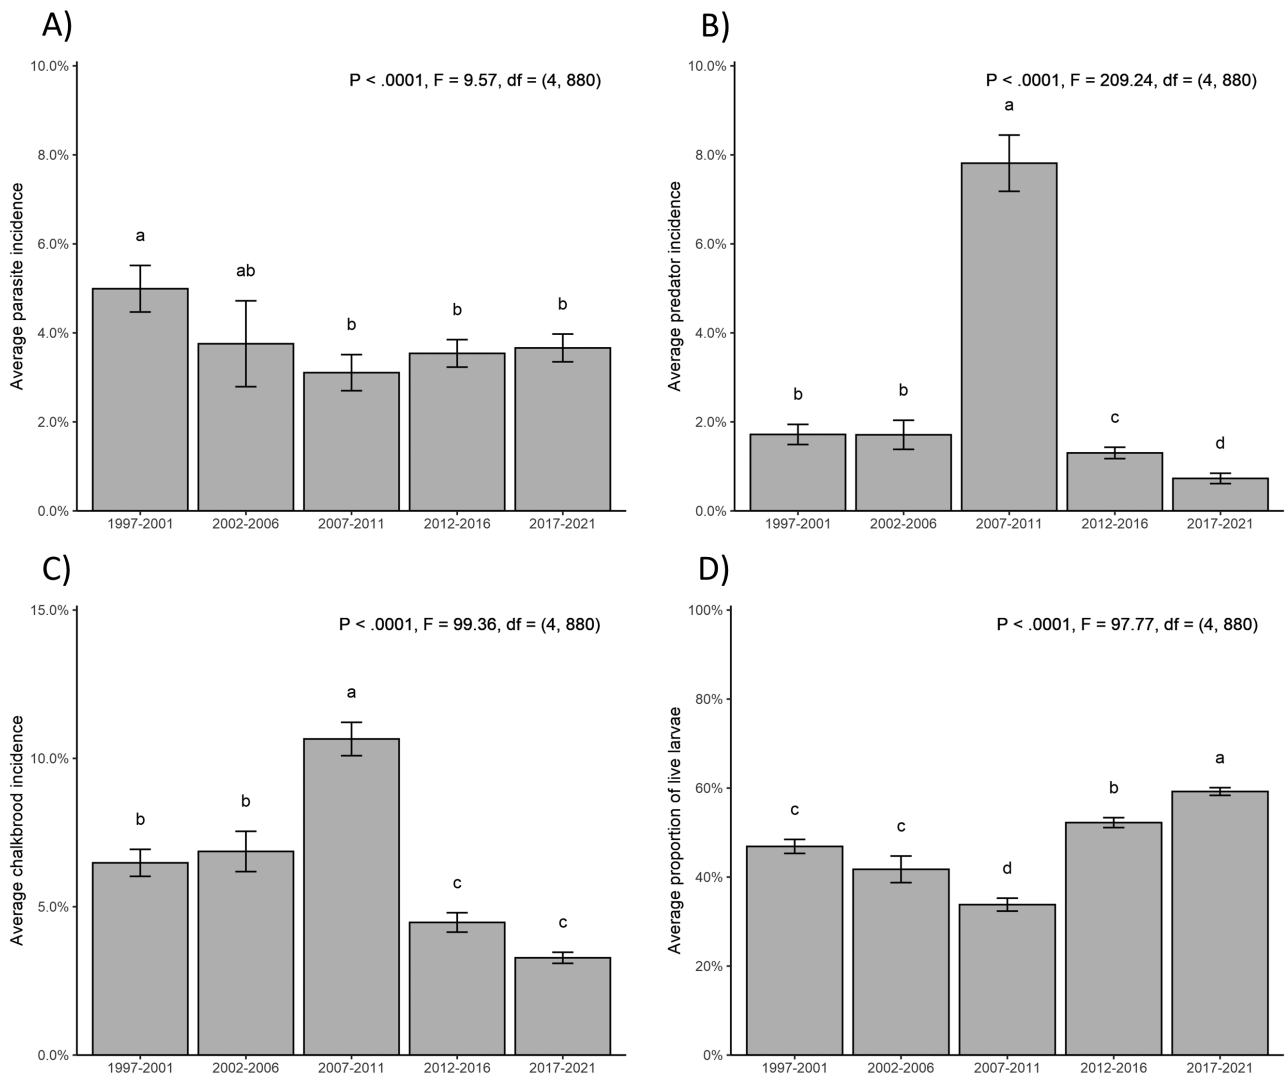 A)
P < .0001, F = 9.57, df = (4, 880)
Average parasite incidence
10.0%
8.0%
6.0%
4.0%
2.0%
0.0%
a
ab
b
b
b
1997-2001
2002-2006
2007-2011
2012-2016
2017-2021
B)
P < .0001, F = 209.24, df = (4, 880)
Average predator incidence
10.0%
8.0%
6.0%
4.0%
2.0%
0.0%
b
b
a
c
d
1997-2001
2002-2006
2007-2011
2012-2016
2017-2021
C)
P < .0001, F = 99.36, df = (4, 880)
Average chalkbrood incidence
15.0%
10.0%
5.0%
0.0%
b
b
a
c
c
1997-2001
2002-2006
2007-2011
2012-2016
2017-2021
D)
P < .0001, F = 97.77, df = (4, 880)
Average proportion of live larvae
100%
80%
60%
40%
20%
0%
c
c
d
b
a
1997-2001
2002-2006
2007-2011
2012-2016
2017-2021